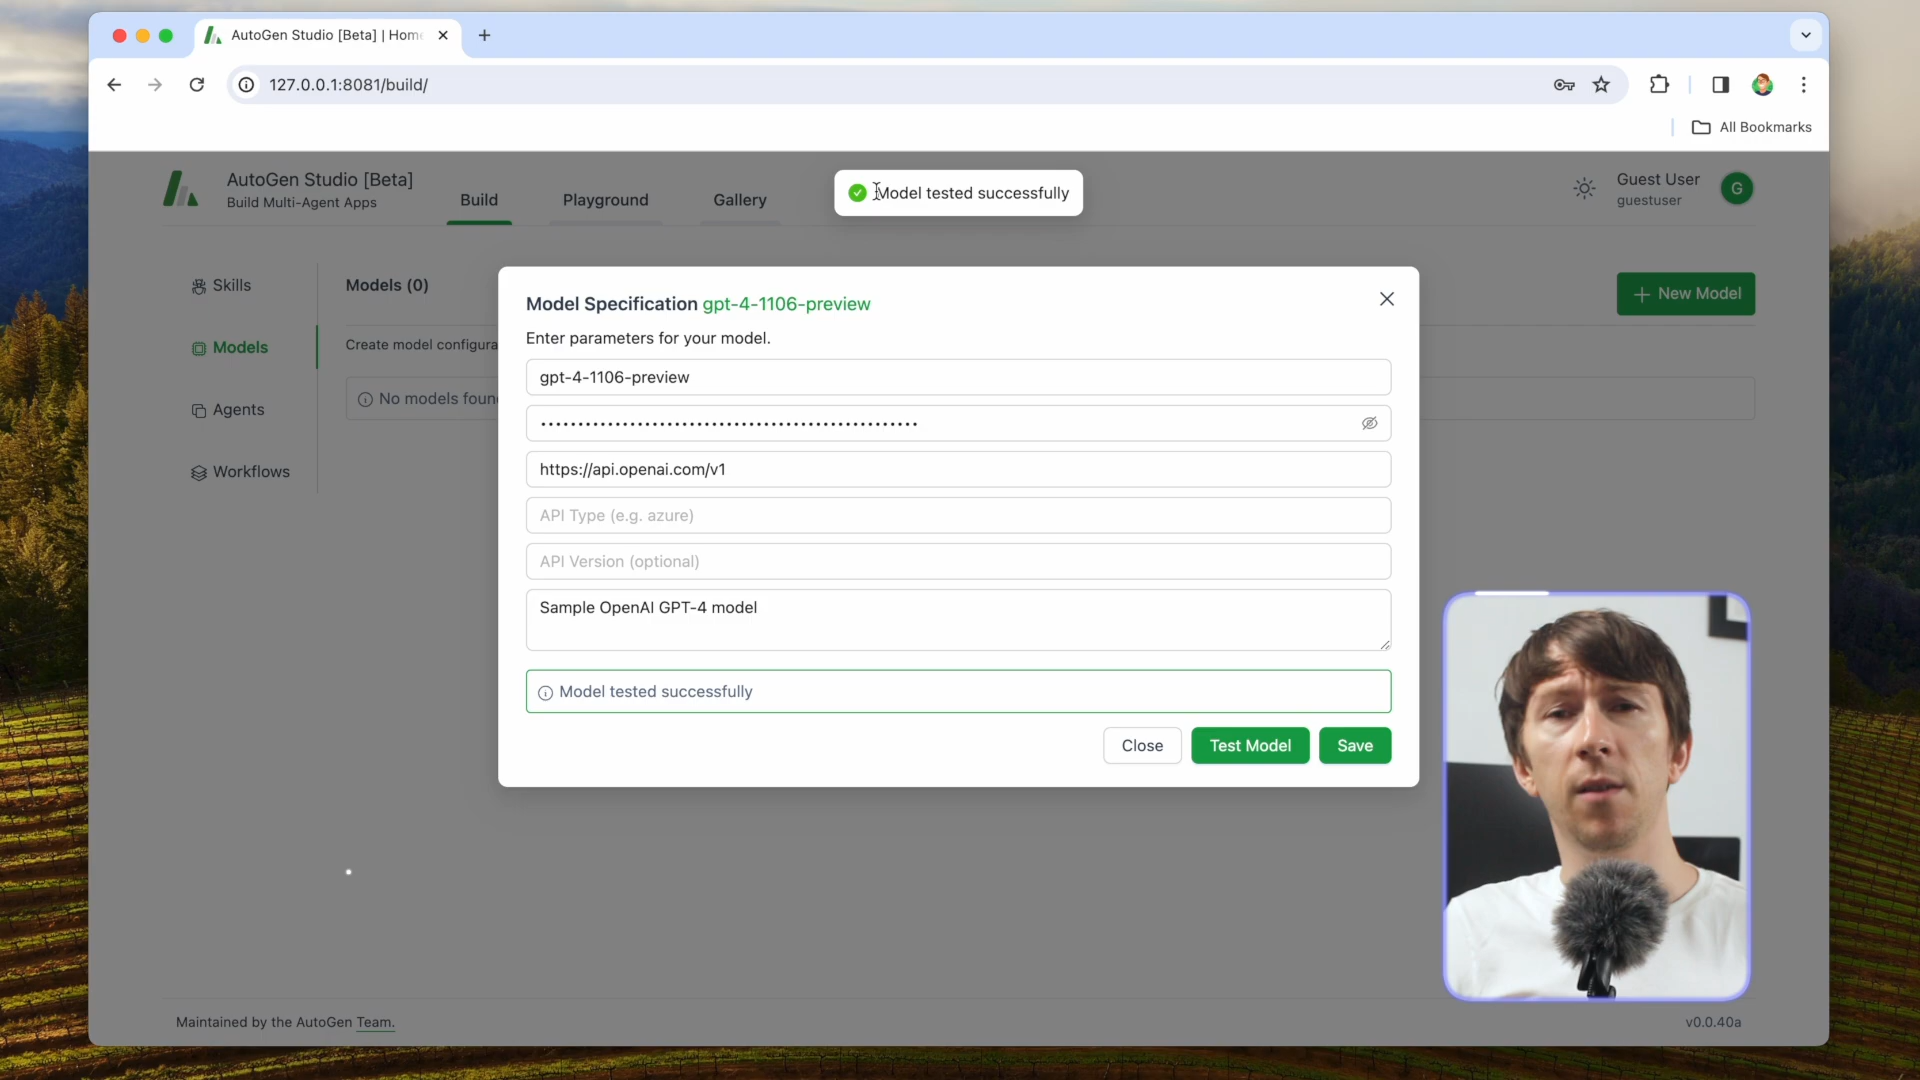 AutoGen Studio [Beta] | Hom
127.0.0.1:8081/build/
All Bookmarks
AutoGen Studio [Beta]
Build Multi-Agent Apps
Build
Playground
Gallery
Model tested successfully
Guest User
guestuser
G
Skills
Models
Agents
Workflows
Models (0)
New Model
Create model configura
No models foun
Model Specification gpt-4-1106-preview
Enter parameters for your model.
gpt-4-1106-preview
••••••••••••••••••••••••••••••••••••••••••••••••••
https://api.openai.com/v1
API Type (e.g. azure)
API Version (optional)
Sample OpenAI GPT-4 model
Model tested successfully
Close
Test Model
Save
Maintained by the AutoGen Team.
v0.0.40a